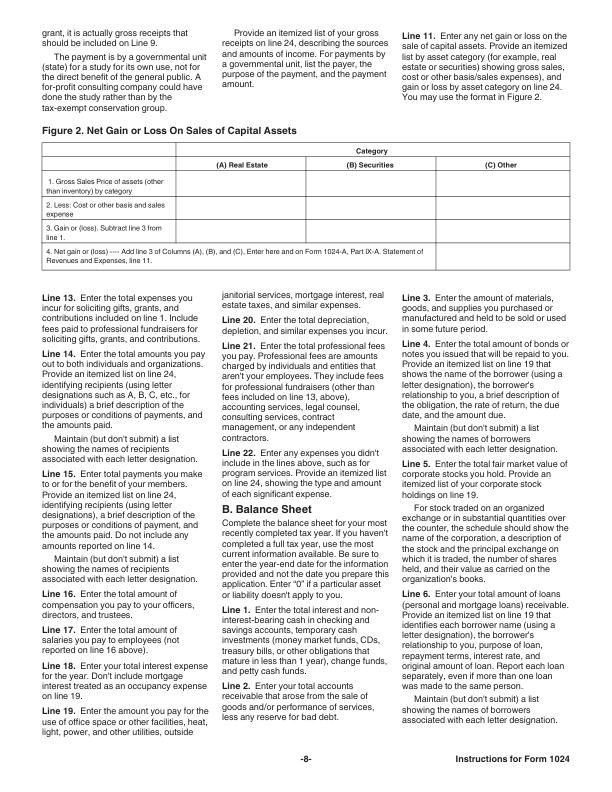 grant, it is actually gross receipts that
should be included on Line 9.
The payment is by a governmental unit
(state) for a study for its own use, not for
the direct benefit of the general public. A
for-profit consulting company could have
done the study rather than by the
tax-exempt conservation group.
Provide an itemized list of your gross
receipts on line 24, describing the sources
and amounts of income. For payments by
a governmental unit, list the payer, the
purpose of the payment, and the payment
amount.
Line 11. Enter any net gain or loss on the
sale of capital assets. Provide an itemized
list by asset category (for example, real
estate or securities) showing gross sales,
cost or other basis/sales expenses), and
gain or loss by asset category on line 24.
You may use the format in Figure 2.
Figure 2. Net Gain or Loss On Sales of Capital Assets
Category
(A) Real Estate
(B) Securities
(C) Other
1. Gross Sales Price of assets (other
than inventory) by category
2. Less: Cost or other basis and sales
expense
3. Gain or (loss). Subtract line 3 from
line 1.
4. Net gain or (loss) ---- Add line 3 of Columns (A), (B), and (C), Enter here and on Form 1024-A, Part IX-A. Statement of
Revenues and Expenses, line 11.
Line 13. Enter the total expenses you
incur for soliciting gifts, grants, and
contributions included on line 1. Include
fees paid to professional fundraisers for
soliciting gifts, grants, and contributions.
Line 14. Enter the total amounts you pay
out to both individuals and organizations.
Provide an itemized list on line 24,
identifying recipients (using letter
designations such as A, B, C, etc., for
individuals) a brief description of the
purposes or conditions of payments, and
the amounts paid.
Maintain (but don't submit) a list
showing the names of recipients
associated with each letter designation.
Line 15. Enter total payments you make
to or for the benefit of your members.
Provide an itemized list on line 24,
identifying recipients (using letter
designations), a brief description of the
purposes or conditions of payment, and
the amounts paid. Do not include any
amounts reported on line 14.
Maintain (but don't submit) a list
showing the names of recipients
associated with each letter designation.
Line 16. Enter the total amount of
compensation you pay to your officers,
directors, and trustees.
Line 17. Enter the total amount of
salaries you pay to employees (not
reported on line 16 above).
Line 18. Enter your total interest expense
for the year. Don't include mortgage
interest treated as an occupancy expense
on line 19.
Line 19. Enter the amount you pay for the
use of office space or other facilities, heat,
light, power, and other utilities, outside
janitorial services, mortgage interest, real
estate taxes, and similar expenses.
Line 20. Enter the total depreciation,
depletion, and similar expenses you incur.
Line 21. Enter the total professional fees
you pay. Professional fees are amounts
charged by individuals and entities that
aren't your employees. They include fees
for professional fundraisers (other than
fees included on line 13, above),
accounting services, legal counsel,
consulting services, contract
management, or any independent
contractors.
Line 22. Enter any expenses you didn't
include in the lines above, such as for
program services. Provide an itemized list
on line 24, showing the type and amount
of each significant expense.
B. Balance Sheet
Complete the balance sheet for your most
recently completed tax year. If you haven't
completed a full tax year, use the most
current information available. Be sure to
enter the year-end date for the information
provided and not the date you prepare this
application. Enter "0" if a particular asset
or liability doesn't apply to you.
Line 1. Enter the total interest and non-
interest-bearing cash in checking and
savings accounts, temporary cash
investments (money market funds, CDs,
treasury bills, or other obligations that
mature in less than 1 year), change funds,
and petty cash funds.
Line 2. Enter your total accounts
receivable that arose from the sale of
goods and/or performance of services,
less any reserve for bad debt.
Line 3. Enter the amount of materials,
goods, and supplies you purchased or
manufactured and held to be sold or used
in some future period.
Line 4. Enter the total amount of bonds or
notes you issued that will be repaid to you.
Provide an itemized list on line 19 that
shows the name of the borrower (using a
letter designation), the borrower's
relationship to you, a brief description of
the obligation, the rate of return, the due
date, and the amount due.
Maintain (but don't submit) a list
showing the names of borrowers
associated with each letter designation.
Line 5. Enter the total fair market value of
corporate stocks you hold. Provide an
itemized list of your corporate stock
holdings on line 19.
For stock traded on an organized
exchange or in substantial quantities over
the counter, the schedule should show the
name of the corporation, a description of
the stock and the principal exchange on
which it is traded, the number of shares
held, and their value as carried on the
organization's books.
Line 6. Enter your total amount of loans
(personal and mortgage loans) receivable.
Provide an itemized list on line 19 that
identifies each borrower name (using a
letter designation), the borrower's
relationship to you, purpose of loan,
repayment terms, interest rate, and
original amount of loan. Report each loan
separately, even if more than one loan
was made to the same person.
Maintain (but don't submit) a list
showing the names of borrowers
associated with each letter designation.
-8-
Instructions for Form 1024